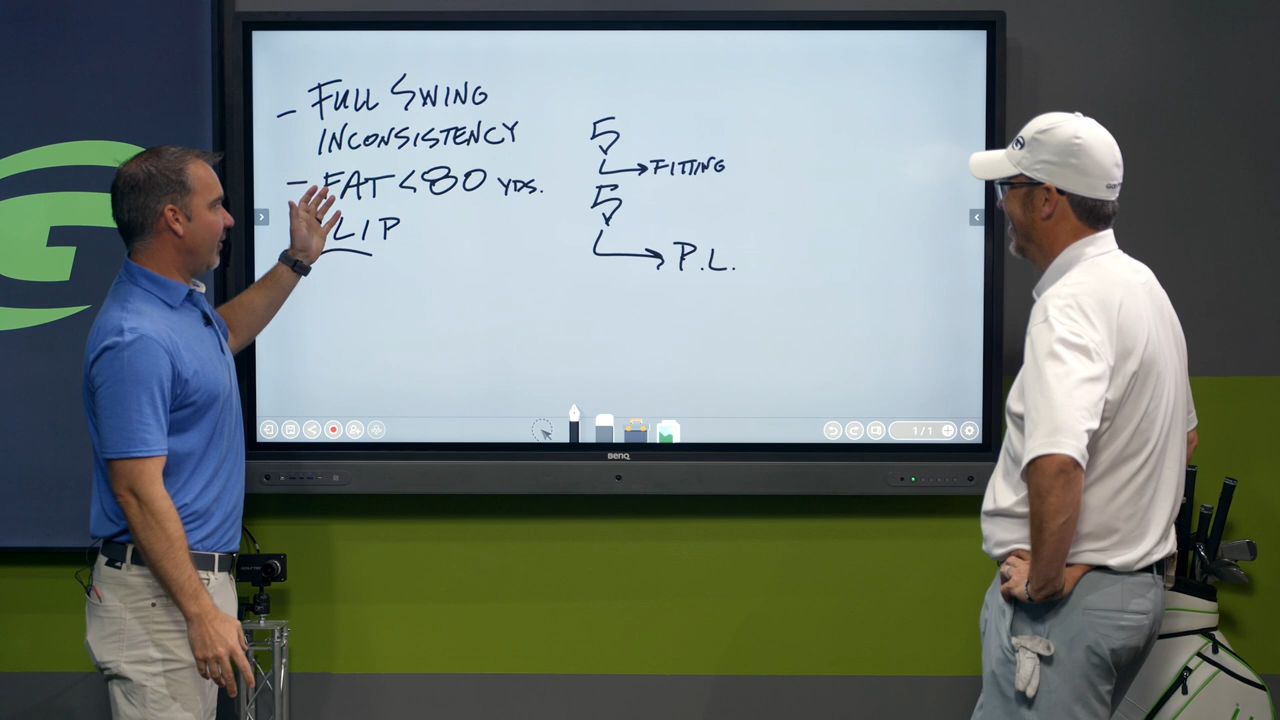 - FULL SWING
INCONSISTENCY
- FAT < 80 YDS.
LIP
5
→ FITTING
5
→ P.L.
1/1
BenQ
G